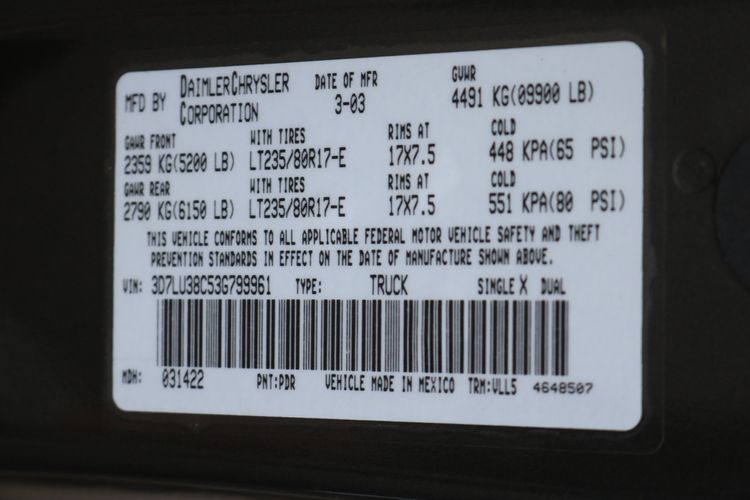 MFD BY DAIMLERCHRYSLER CORPORATION DATE OF MFR 3-03 GVWR 4491 KG(09900 LB)
GAWR FRONT WITH TIRES RIMS AT COLD
2359 KG(5200 LB) LT235/80R17-E 17X7.5 448 KPA(65 PSI)
GAWR REAR WITH TIRES RIMS AT COLD
2790 KG(6150 LB) LT235/80R17-E 17X7.5 551 KPA(80 PSI)
THIS VEHICLE CONFORMS TO ALL APPLICABLE FEDERAL MOTOR VEHICLE SAFETY AND THEFT
PREVENTION STANDARDS IN EFFECT ON THE DATE OF MANUFACTURE SHOWN ABOVE.
VIN: 3D7LU38C53G799961 TYPE: TRUCK SINGLE X DUAL
MDH: 031422 PNT:PDR VEHICLE MADE IN MEXICO TRM:VLL5 4648507